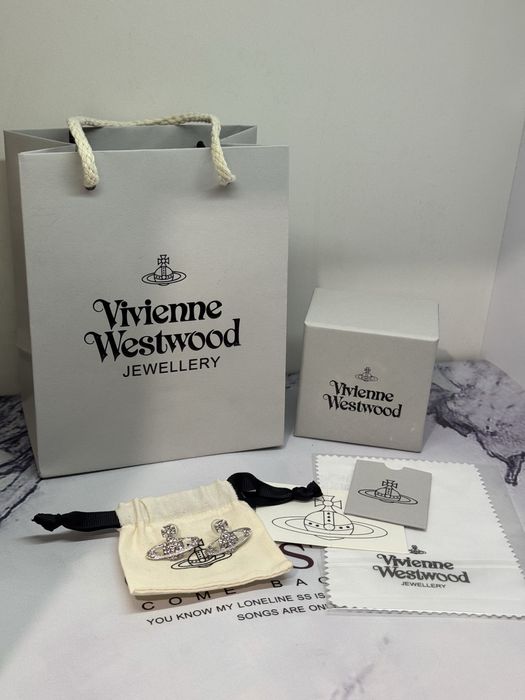 Vivienne
Westwood
JEWELLERY
Vivienne
Westwood
Vivienne
Westwood
JEWELLERY
COME BAC
YOU KNOW MY LONELINE SS IS
SONGS ARE ON